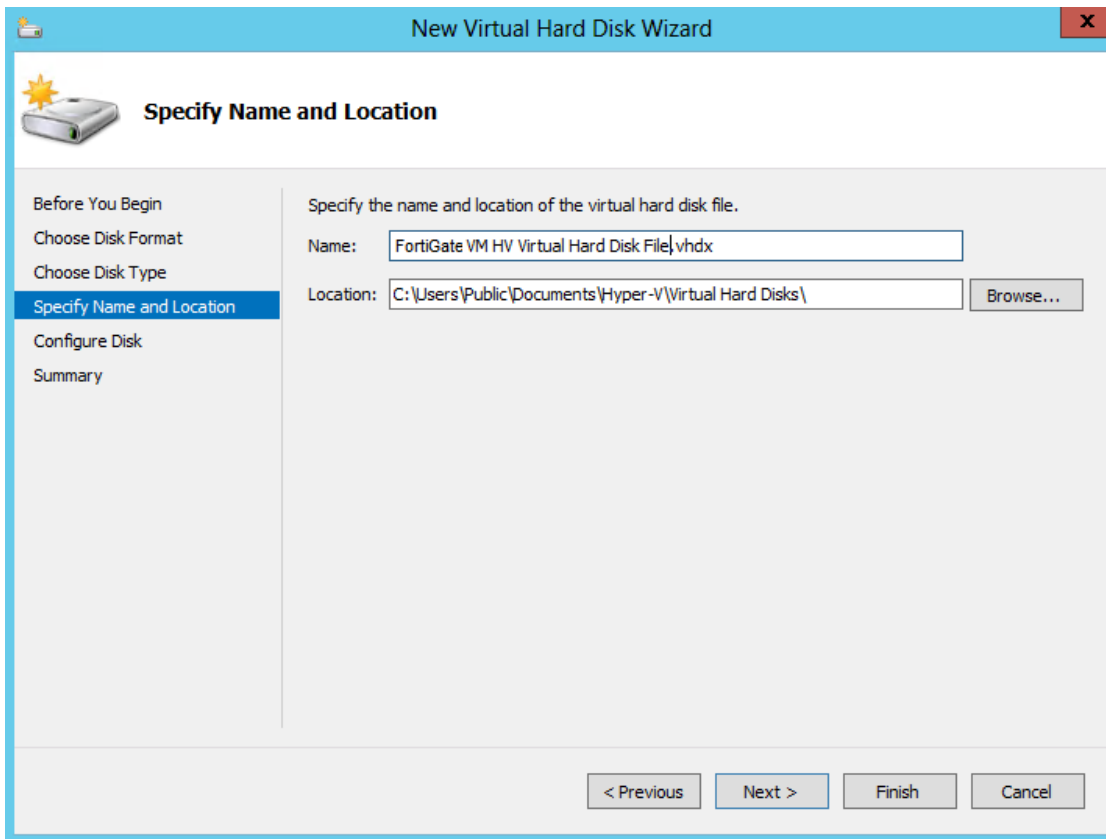 New Virtual Hard Disk Wizard
x
Specify Name and Location
Before You Begin
Choose Disk Format
Choose Disk Type
Specify Name and Location
Configure Disk
Summary
Specify the name and location of the virtual hard disk file.
Name: FortiGate VM HV Virtual Hard Disk File.vhdx
Location: C:\Users\Public\Documents\Hyper-V\Virtual Hard Disks\ Browse...
< Previous Next > Finish Cancel